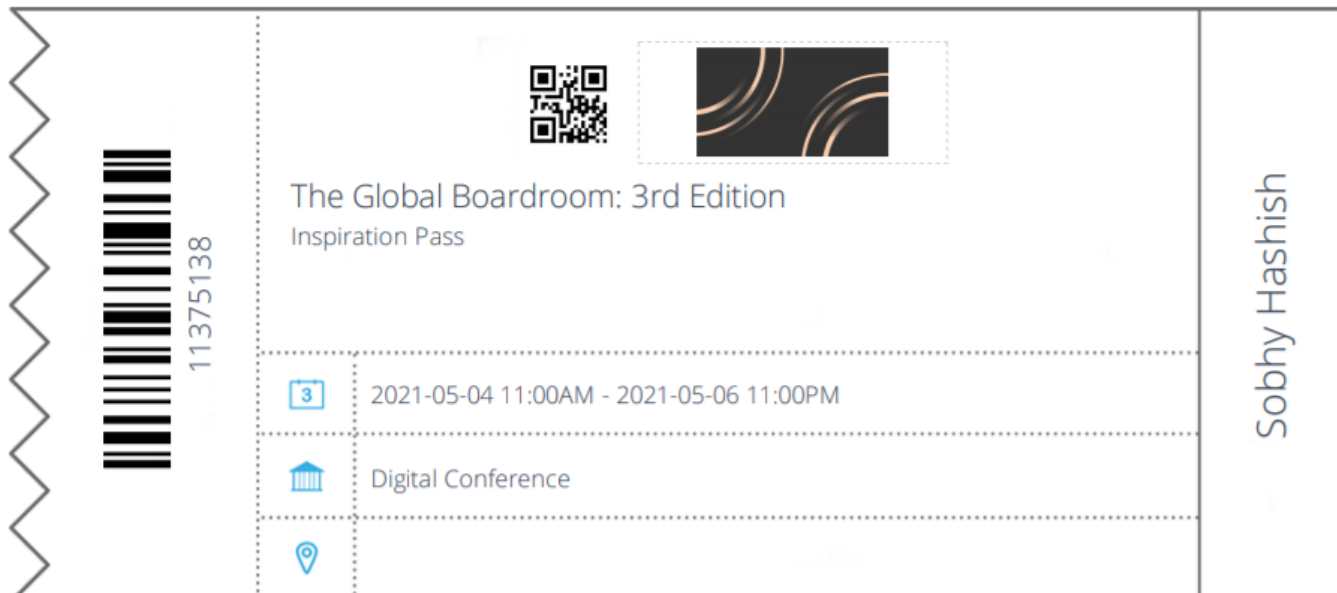 11375138
The Global Boardroom: 3rd Edition
Inspiration Pass
3
2021-05-04 11:00AM - 2021-05-06 11:00PM
Digital Conference
Sobhy Hashish